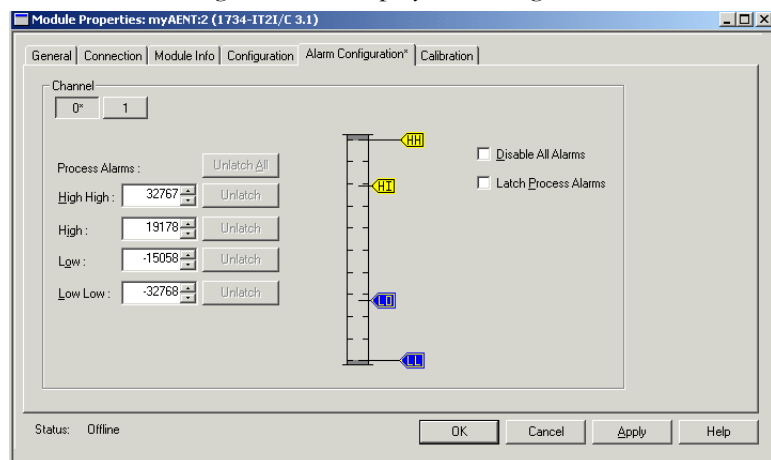 Module Properties: myAENT:2 (1734-IT2I/C 3.1)
General Connection Module Info Configuration Alarm Configuration* Calibration
Channel
0* 1
HH
Process Alarms : Unlatch All
Disable All Alarms
HI
Latch Process Alarms
High High : 32767 Unlatch
High : 19178 Unlatch
Low : -15058 Unlatch
Low Low : -32768 Unlatch
LO
LL
Status: Offline
OK Cancel Apply Help